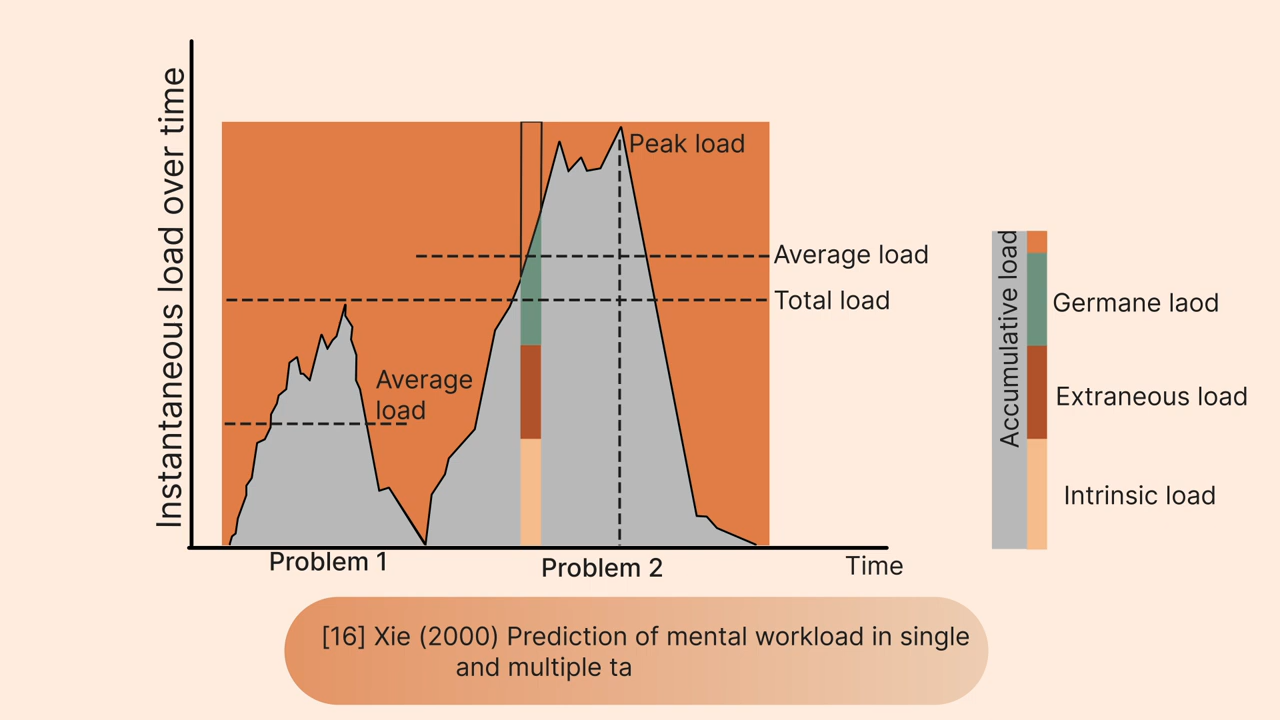 Instantaneous load over time
Peak load
Average load
Total load
Average
load
Problem 1
Problem 2
Time
Accumulative load
Germane laod
Extraneous load
Intrinsic load
[16] Xie (2000) Prediction of mental workload in single
and multiple ta